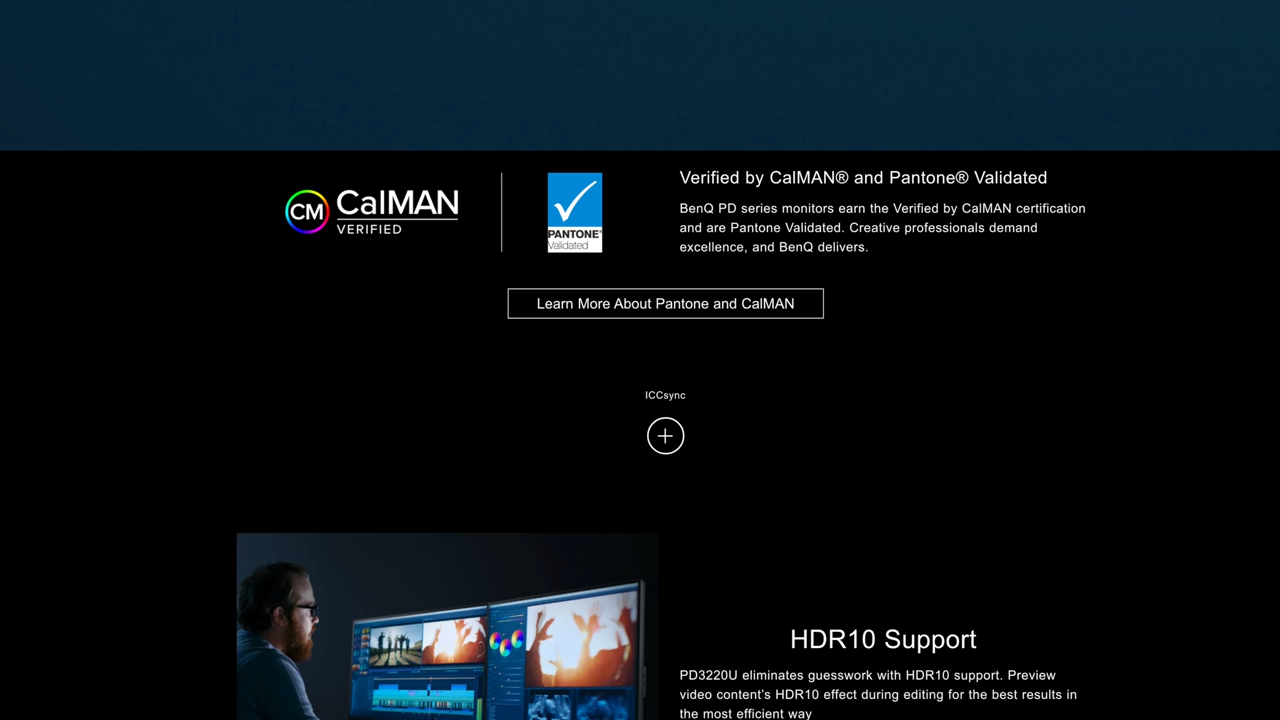 CM CalMAN
VERIFIED
PANTONE®
Validated
Verified by CalMAN® and Pantone® Validated
BenQ PD series monitors earn the Verified by CalMAN certification
and are Pantone Validated. Creative professionals demand
excellence, and BenQ delivers.
Learn More About Pantone and CalMAN
ICCsync
HDR10 Support
PD3220U eliminates guesswork with HDR10 support. Preview
video content's HDR10 effect during editing for the best results in
the most efficient way